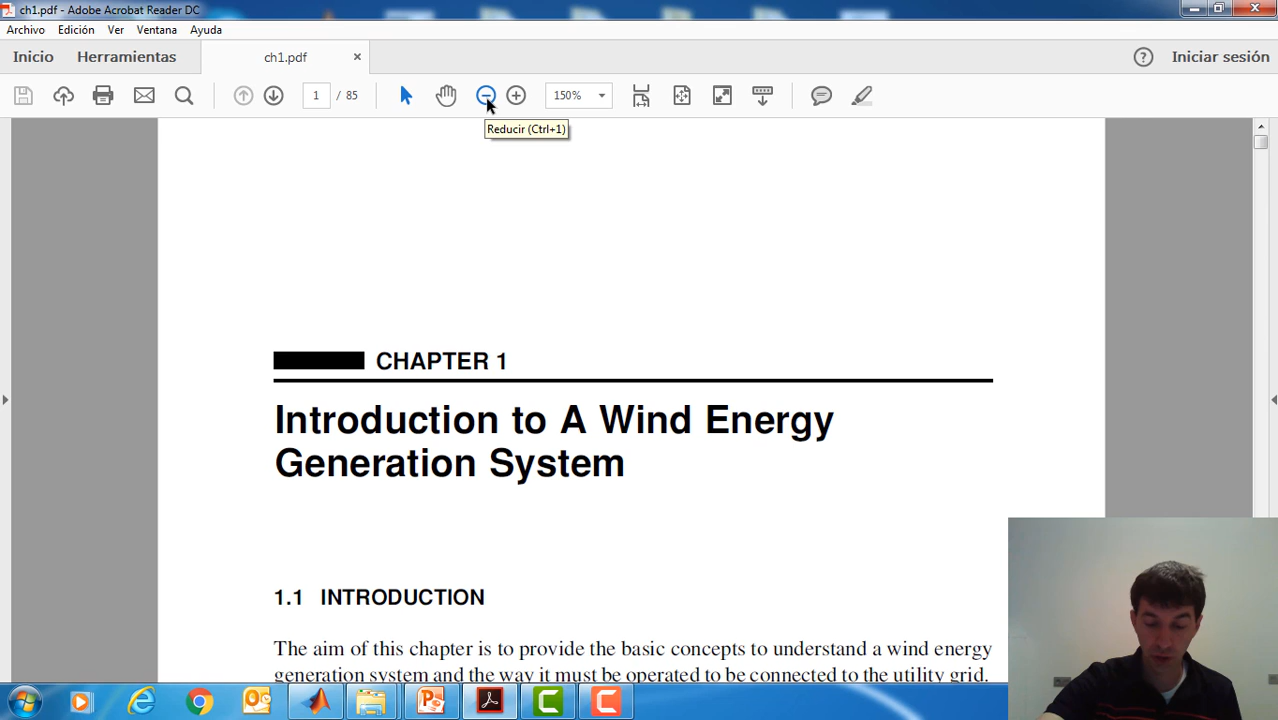 ch1.pdf - Adobe Acrobat Reader DC
Archivo Edición Ver Ventana Ayuda
Inicio Herramientas ch1.pdf × ? Iniciar sesión
1 / 85 150%
Reducir (Ctrl+1)
CHAPTER 1
Introduction to A Wind Energy
Generation System
1.1 INTRODUCTION
The aim of this chapter is to provide the basic concepts to understand a wind energy
generation system and the way it must be operated to be connected to the utility grid.